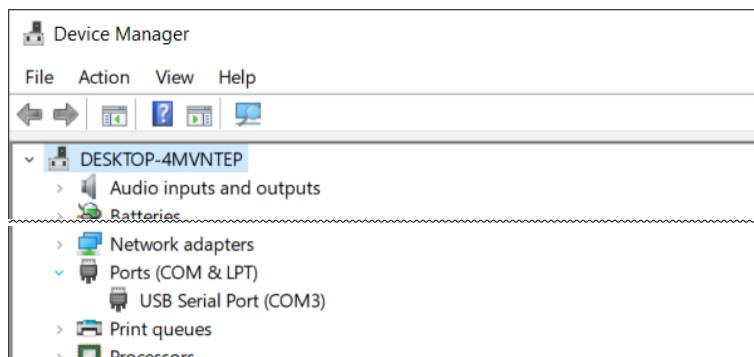 Device Manager
File Action View Help
DESKTOP-4MVNTEP
Audio inputs and outputs
Batteries
Network adapters
Ports (COM & LPT)
USB Serial Port (COM3)
Print queues
Processors